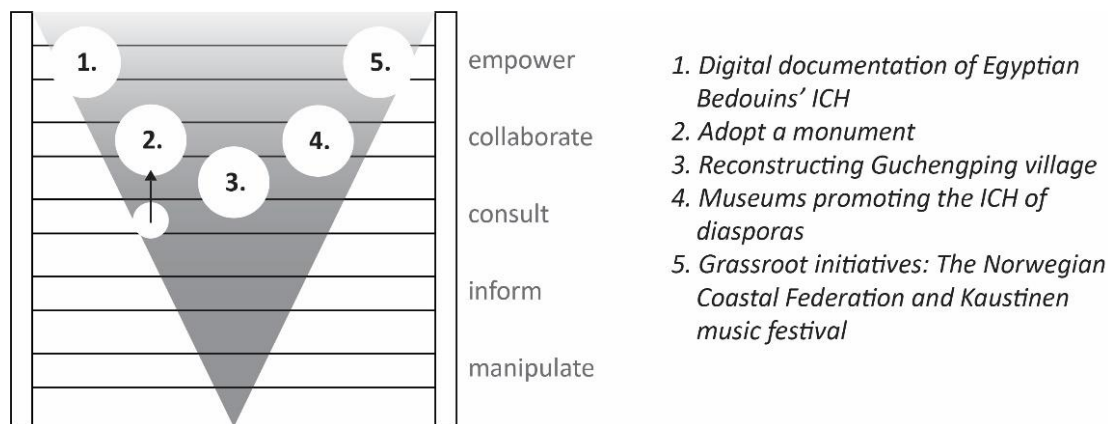 1.
5.
empower
2.
4.
collaborate
3.
consult
inform
manipulate
1. Digital documentation of Egyptian
Bedouins’ ICH
2. Adopt a monument
3. Reconstructing Guchengping village
4. Museums promoting the ICH of
diasporas
5. Grassroot initiatives: The Norwegian
Coastal Federation and Kaustinen
music festival